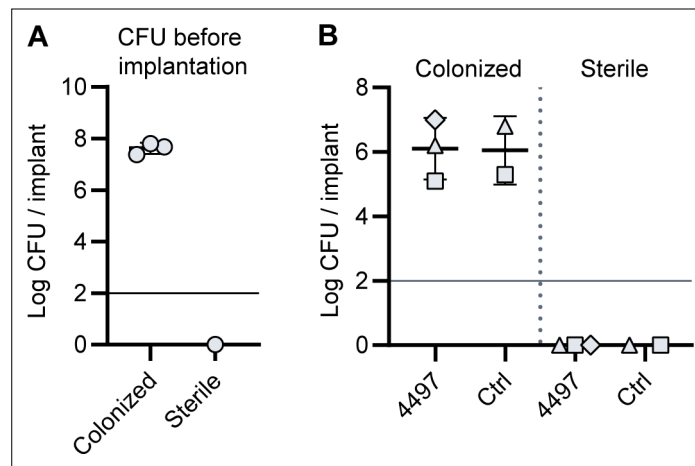 A
CFU before
implantation
10
8
6
4
2
0
Log CFU / implant
Colonized
Sterile
B
Colonized
Sterile
8
6
4
2
0
Log CFU / implant
4497
Ctrl
4497
Ctrl